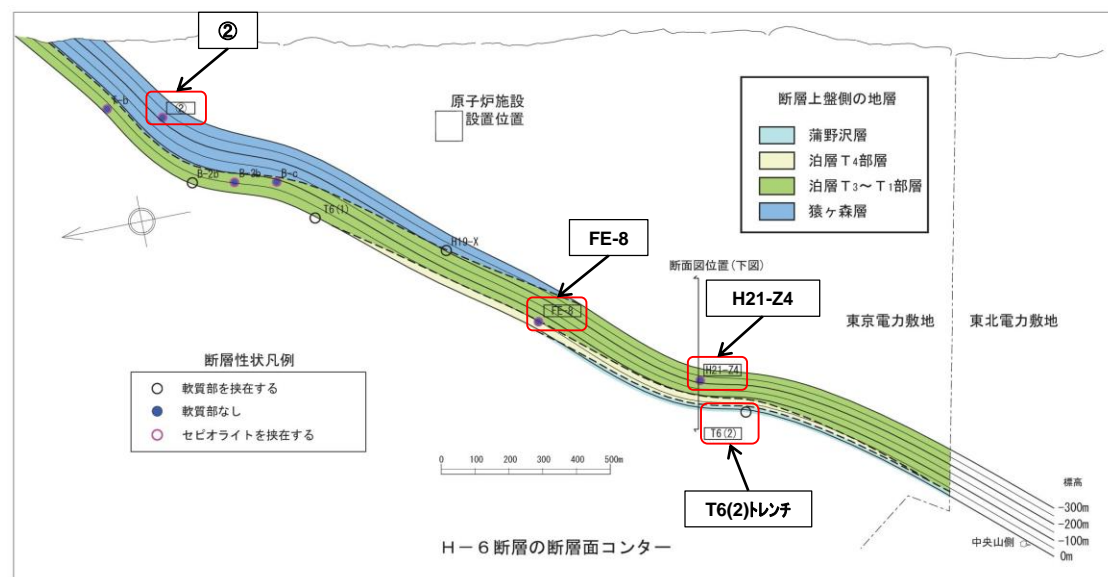 ②
②
T-b
B-2a
B-3b
B-c
T6(1)
H19-X
原子炉施設
設置位置
断層上盤側の地層
蒲野沢層
泊層T4部層
泊層T3～T1部層
猿ヶ森層
FE-8
FE-8
断面図位置(下図)
H21-Z4
H21-Z4
東京電力敷地
東北電力敷地
断層性状凡例
軟質部を挟在する
軟質部なし
セピオライトを挟在する
T6(2)
T6(2)トレンチ
0 100 200 300 400 500m
標高
-300m
-200m
-100m
0m
中央山側
H－6断層の断層面コンター